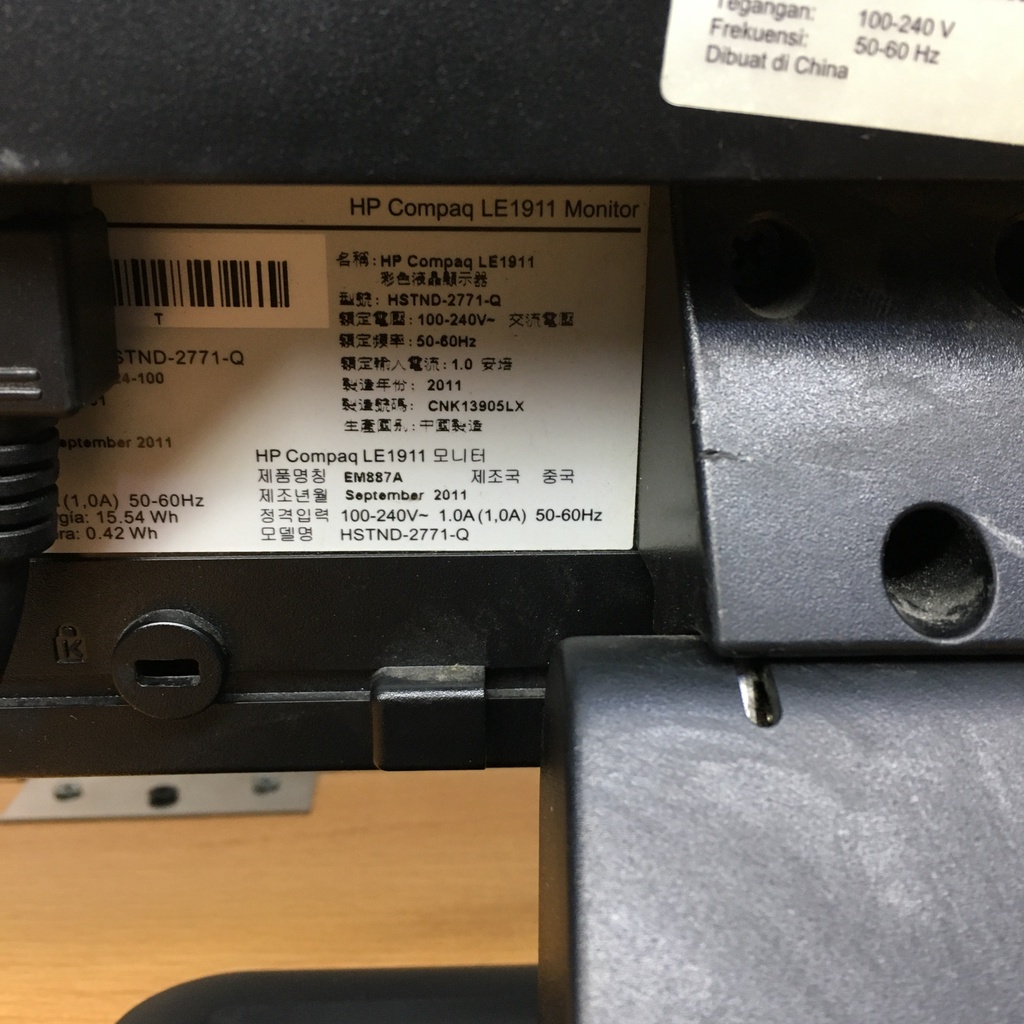 Tegangan: 100-240 V
Frekuensi: 50-60 Hz
Dibuat di China
HP Compaq LE1911 Monitor
T
STND-2771-Q
24-100
eptember 2011
(1,0A) 50-60Hz
rgía: 15.54 Wh
ra: 0.42 Wh
名稱: HP Compaq LE1911
彩色液晶顯示器
型號: HSTND-2771-Q
額定電壓: 100-240V~ 交流電壓
額定頻率: 50-60Hz
額定輸入電流: 1.0 安培
製造年份: 2011
製造號碼: CNK13905LX
生產國別: 中國製造
HP Compaq LE1911 모니터
제품명칭 EM887A 제조국 중국
제조년월 September 2011
정격입력 100-240V~ 1.0A(1,0A) 50-60Hz
모델명 HSTND-2771-Q
K